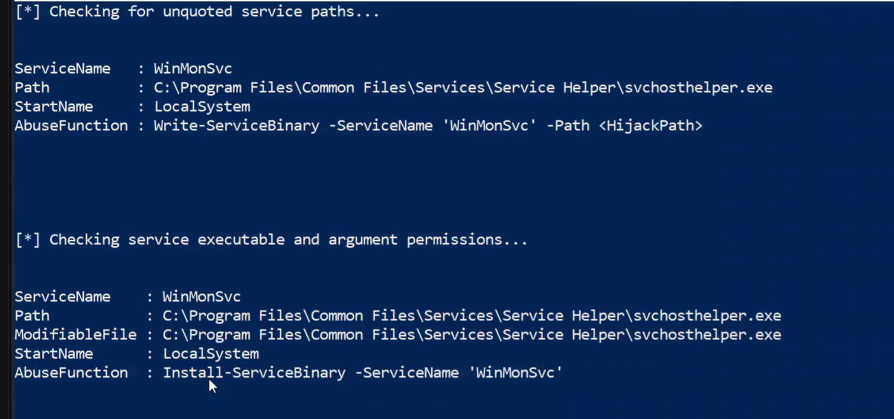 [*] Checking for unquoted service paths...
ServiceName   : WinMonSvc
Path          : C:\Program Files\Common Files\Services\Service Helper\svchosthelper.exe
StartName     : LocalSystem
AbuseFunction : Write-ServiceBinary -ServiceName 'WinMonSvc' -Path <HijackPath>
[*] Checking service executable and argument permissions...
ServiceName    : WinMonSvc
Path           : C:\Program Files\Common Files\Services\Service Helper\svchosthelper.exe
ModifiableFile : C:\Program Files\Common Files\Services\Service Helper\svchosthelper.exe
StartName      : LocalSystem
AbuseFunction  : Install-ServiceBinary -ServiceName 'WinMonSvc'